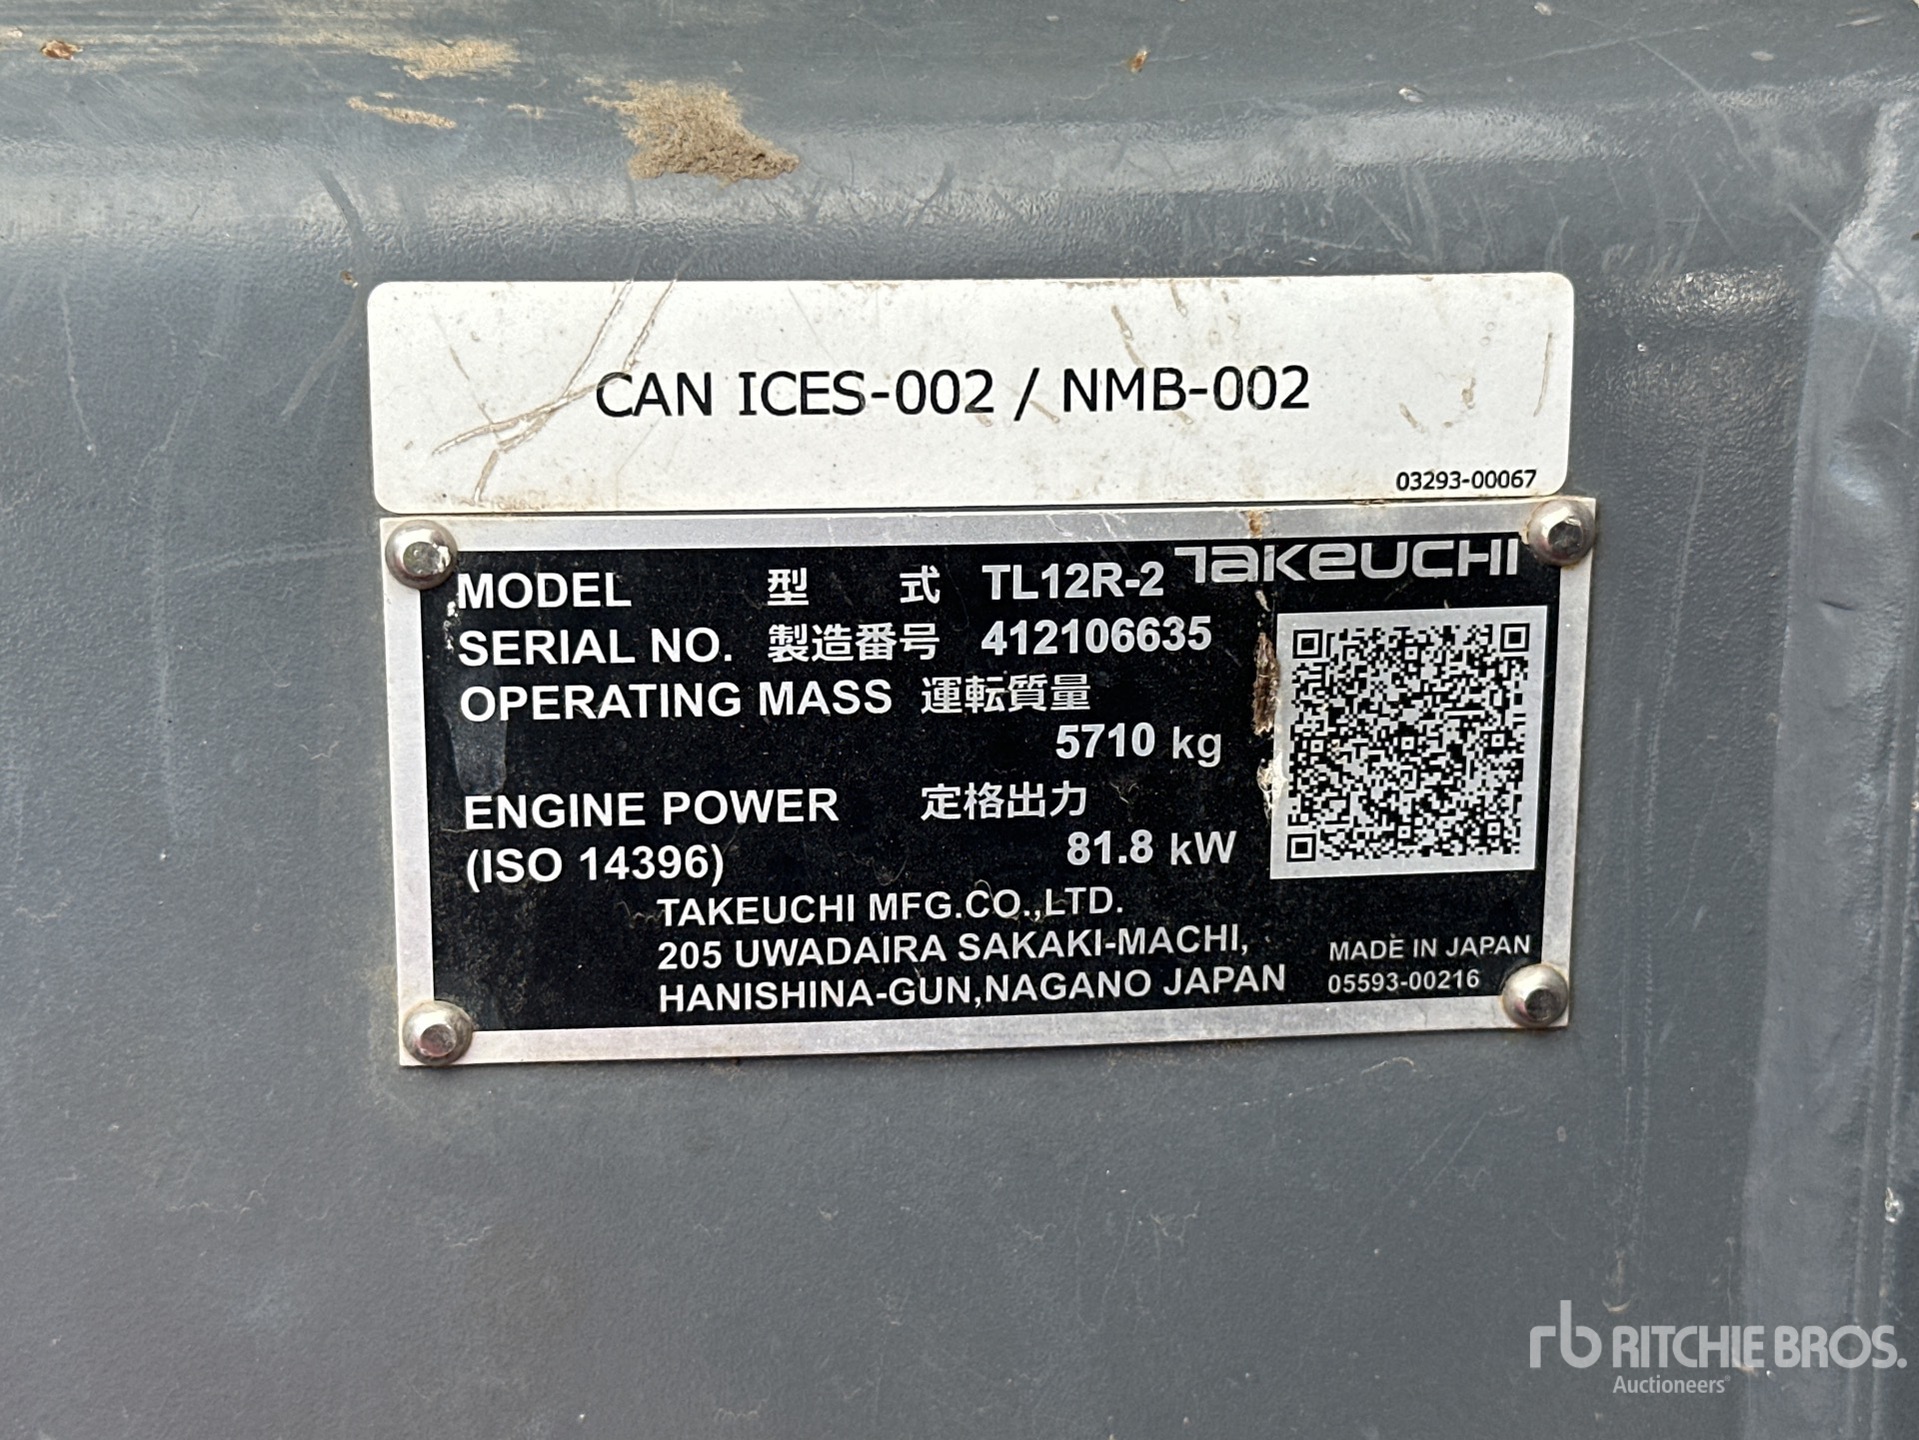 CAN ICES-002 / NMB-002
03293-00067
TAKEUCHI
MODEL 型 式 TL12R-2
SERIAL NO. 製造番号 412106635
OPERATING MASS 運転質量
5710 kg
ENGINE POWER 定格出力
(ISO 14396) 81.8 kW
TAKEUCHI MFG.CO.,LTD.
205 UWADAIRA SAKAKI-MACHI,
HANISHINA-GUN,NAGANO JAPAN
MADE IN JAPAN
05593-00216
rb RITCHIE BROS.
Auctioneers